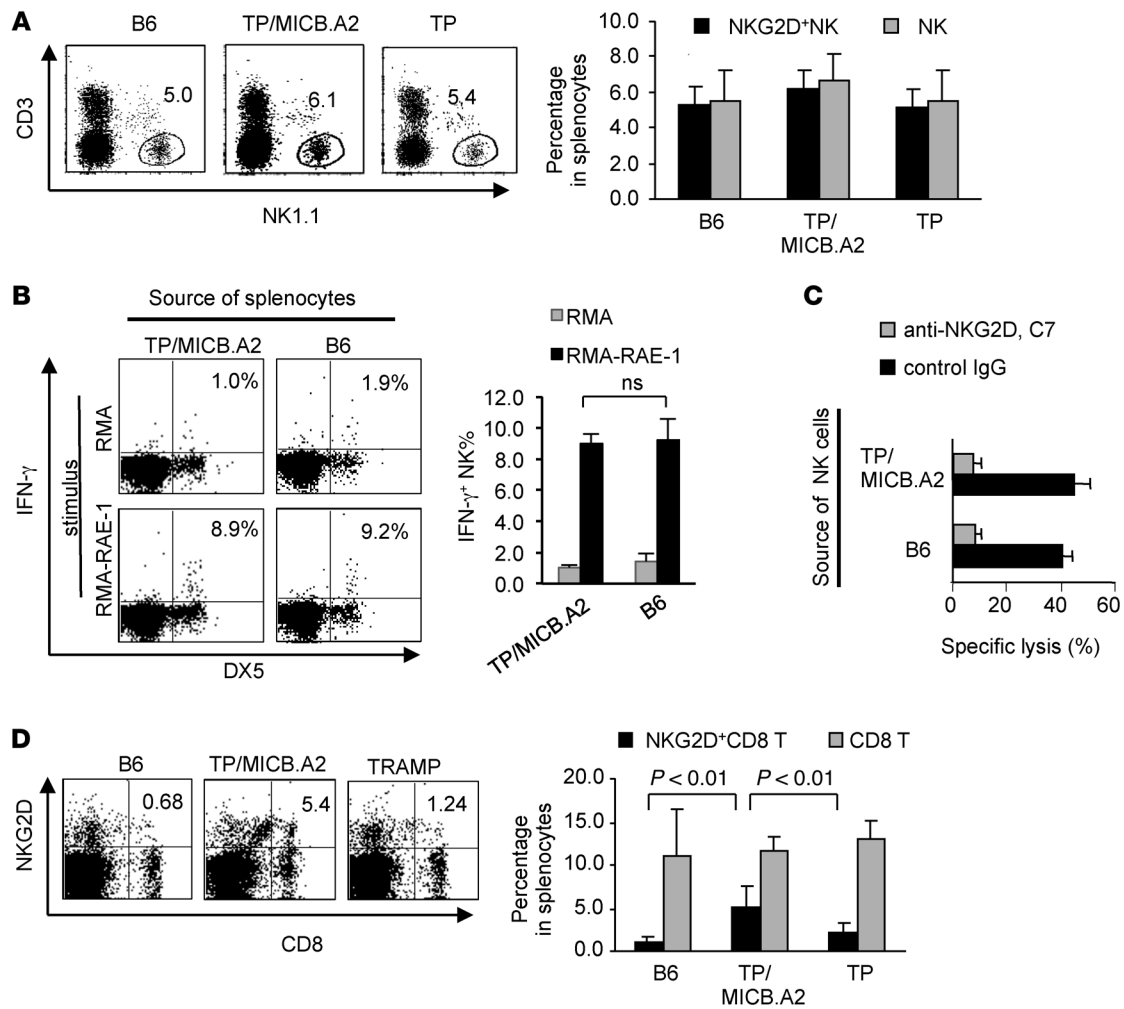 A
B6
TP/MICB.A2
TP
5.0
6.1
5.4
CD3
NK1.1
NKG2D⁺NK
NK
Percentage
in splenocytes
10.0
8.0
6.0
4.0
2.0
0.0
B6
TP/
MICB.A2
TP
B
Source of splenocytes
TP/MICB.A2
B6
1.0%
1.9%
8.9%
9.2%
IFN-γ
stimulus
RMA
RMA-RAE-1
DX5
RMA
RMA-RAE-1
ns
IFN-γ⁺ NK%
12.0
10.0
8.0
6.0
4.0
2.0
0.0
TP/MICB.A2
B6
C
anti-NKG2D, C7
control IgG
Source of NK cells
TP/
MICB.A2
B6
0
20
40
60
Specific lysis (%)
D
B6
TP/MICB.A2
TRAMP
0.68
5.4
1.24
NKG2D
CD8
NKG2D⁺CD8 T
CD8 T
P < 0.01
P < 0.01
Percentage
in splenocytes
20.0
15.0
10.0
5.0
0.0
B6
TP/
MICB.A2
TP